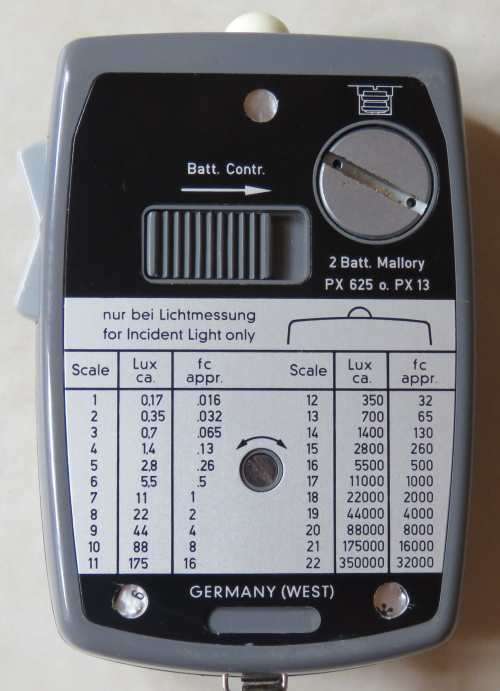 Batt. Contr.
2 Batt. Mallory
PX 625 o. PX 13
nur bei Lichtmessung
for Incident Light only
Scale Lux ca. fc appr. Scale Lux ca. fc appr.
1 0,17 .016 12 350 32
2 0,35 .032 13 700 65
3 0,7 .065 14 1400 130
4 1,4 .13 15 2800 260
5 2,8 .26 16 5500 500
6 5,5 .5 17 11000 1000
7 11 1 18 22000 2000
8 22 2 19 44000 4000
9 44 4 20 88000 8000
10 88 8 21 175000 16000
11 175 16 22 350000 32000
GERMANY (WEST)